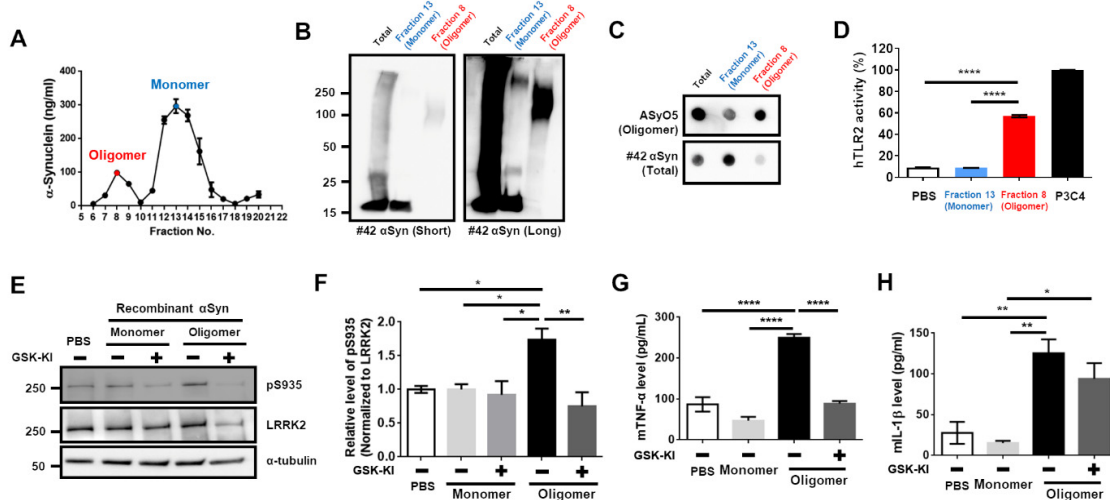 A
α-Synuclein (ng/ml)
400
300
200
100
0
Monomer
Oligomer
5 6 7 8 9 10 11 12 13 14 15 16 17 18 19 20 21 22
Fraction No.
B
Total
Fraction 13
(Monomer)
Fraction 8
(Oligomer)
Total
Fraction 13
(Monomer)
Fraction 8
(Oligomer)
250
150
100
50
37
25
15
#42 αSyn (Short)
#42 αSyn (Long)
C
Total
Fraction 13
(Monomer)
Fraction 8
(Oligomer)
ASyO5
(Oligomer)
#42 αSyn
(Total)
D
hTLR2 activity (%)
100
80
60
40
20
0
****
****
PBS
Fraction 13
(Monomer)
Fraction 8
(Oligomer)
P3C4
E
Recombinant αSyn
PBS Monomer Oligomer
GSK-KI − − + − +
250 pS935
250 LRRK2
50 α-tubulin
F
Relative level of pS935
(Normalized to LRRK2)
2.0
1.5
1.0
0.5
0.0
*
*
* **
GSK-KI − − + − +
PBS Monomer Oligomer
G
mTNF-α level (pg/mL)
300
200
100
0
**** ****
****
GSK-KI − − − +
PBS Monomer Oligomer
H
mIL-1β level (pg/ml)
150
100
50
0
*
**
**
GSK-KI − − − +
PBS Monomer Oligomer